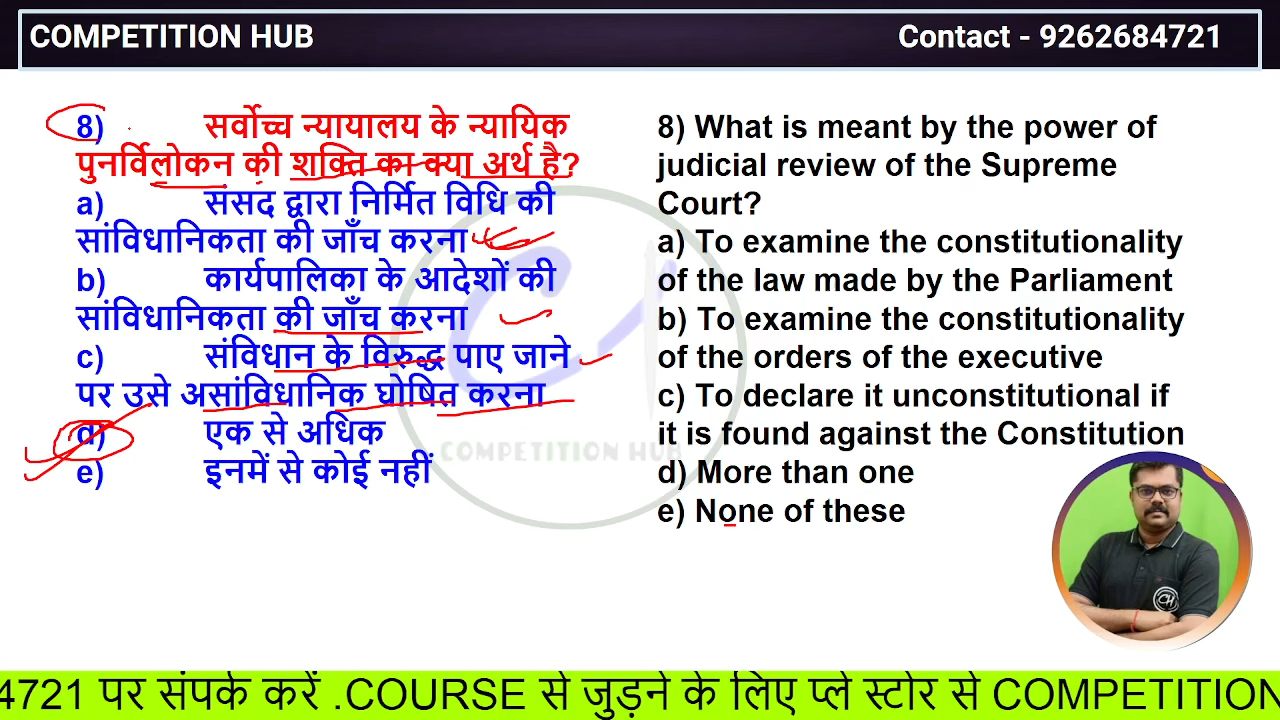 COMPETITION HUB
Contact - 9262684721
8) सर्वोच्च न्यायालय के न्यायिक
पुनर्विलोकन की शक्ति का क्या अर्थ है?
a) संसद द्वारा निर्मित विधि की
सांविधानिकता की जाँच करना
b) कार्यपालिका के आदेशों की
सांविधानिकता की जाँच करना
c) संविधान के विरुद्ध पाए जाने
पर उसे असांविधानिक घोषित करना
d) एक से अधिक
e) इनमें से कोई नहीं
8) What is meant by the power of
judicial review of the Supreme
Court?
a) To examine the constitutionality
of the law made by the Parliament
b) To examine the constitutionality
of the orders of the executive
c) To declare it unconstitutional if
it is found against the Constitution
d) More than one
e) None of these
COMPETITION HUB
CH
4721 पर संपर्क करें .COURSE से जुड़ने के लिए प्ले स्टोर से COMPETITION